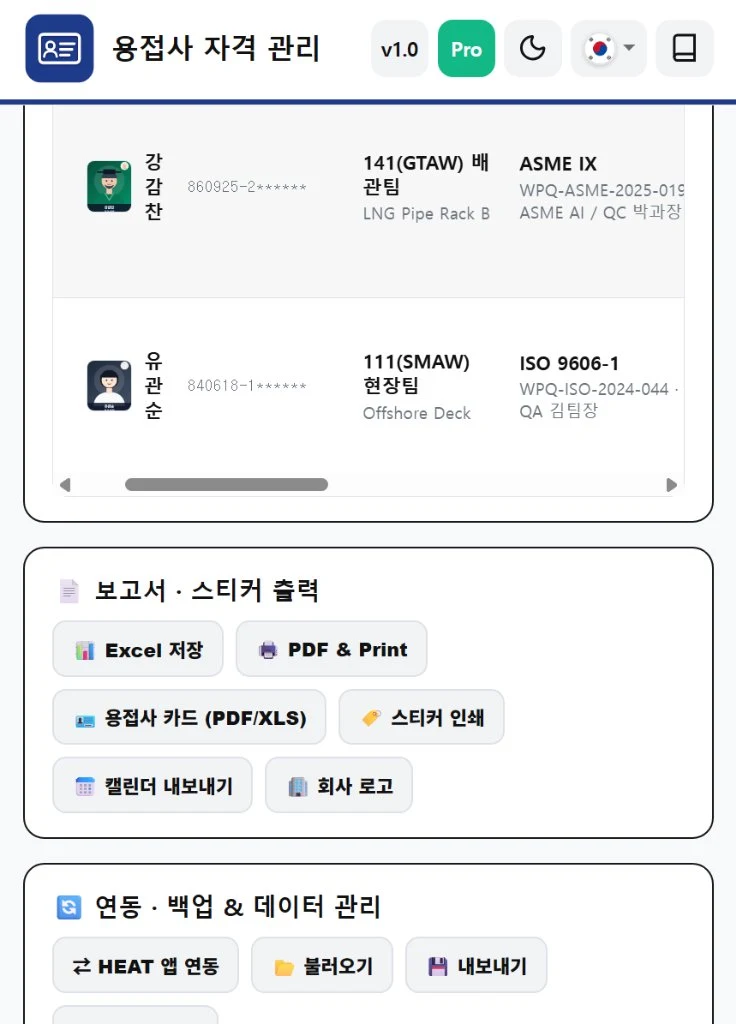 용접사 자격 관리
v1.0
Pro
강
감
찬
860925-2******
141(GTAW) 배
관팀
LNG Pipe Rack B
ASME IX
WPQ-ASME-2025-019
ASME AI / QC 박과장
유
관
순
840618-1******
111(SMAW)
현장팀
Offshore Deck
ISO 9606-1
WPQ-ISO-2024-044 ·
QA 김팀장
보고서 · 스티커 출력
Excel 저장
PDF & Print
용접사 카드 (PDF/XLS)
스티커 인쇄
캘린더 내보내기
회사 로고
연동 · 백업 & 데이터 관리
⇄ HEAT 앱 연동
불러오기
내보내기